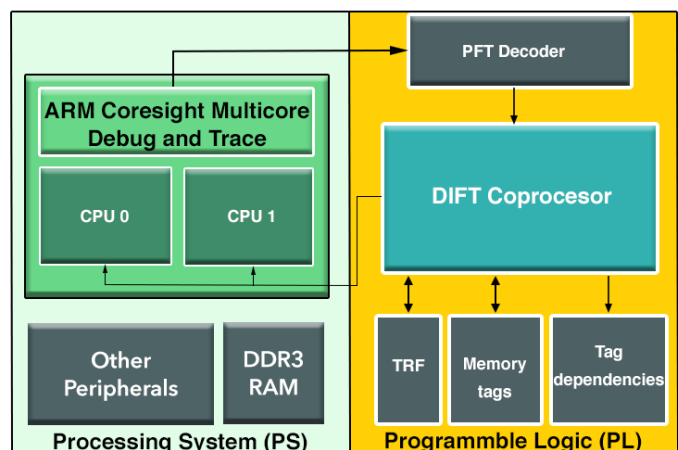 PFT Decoder
ARM Coresight Multicore
Debug and Trace
CPU 0
CPU 1
DIFT Coprocesor
Other
Peripherals
DDR3
RAM
TRF
Memory
tags
Tag
dependencies
Processing System (PS)
Programmble Logic (PL)